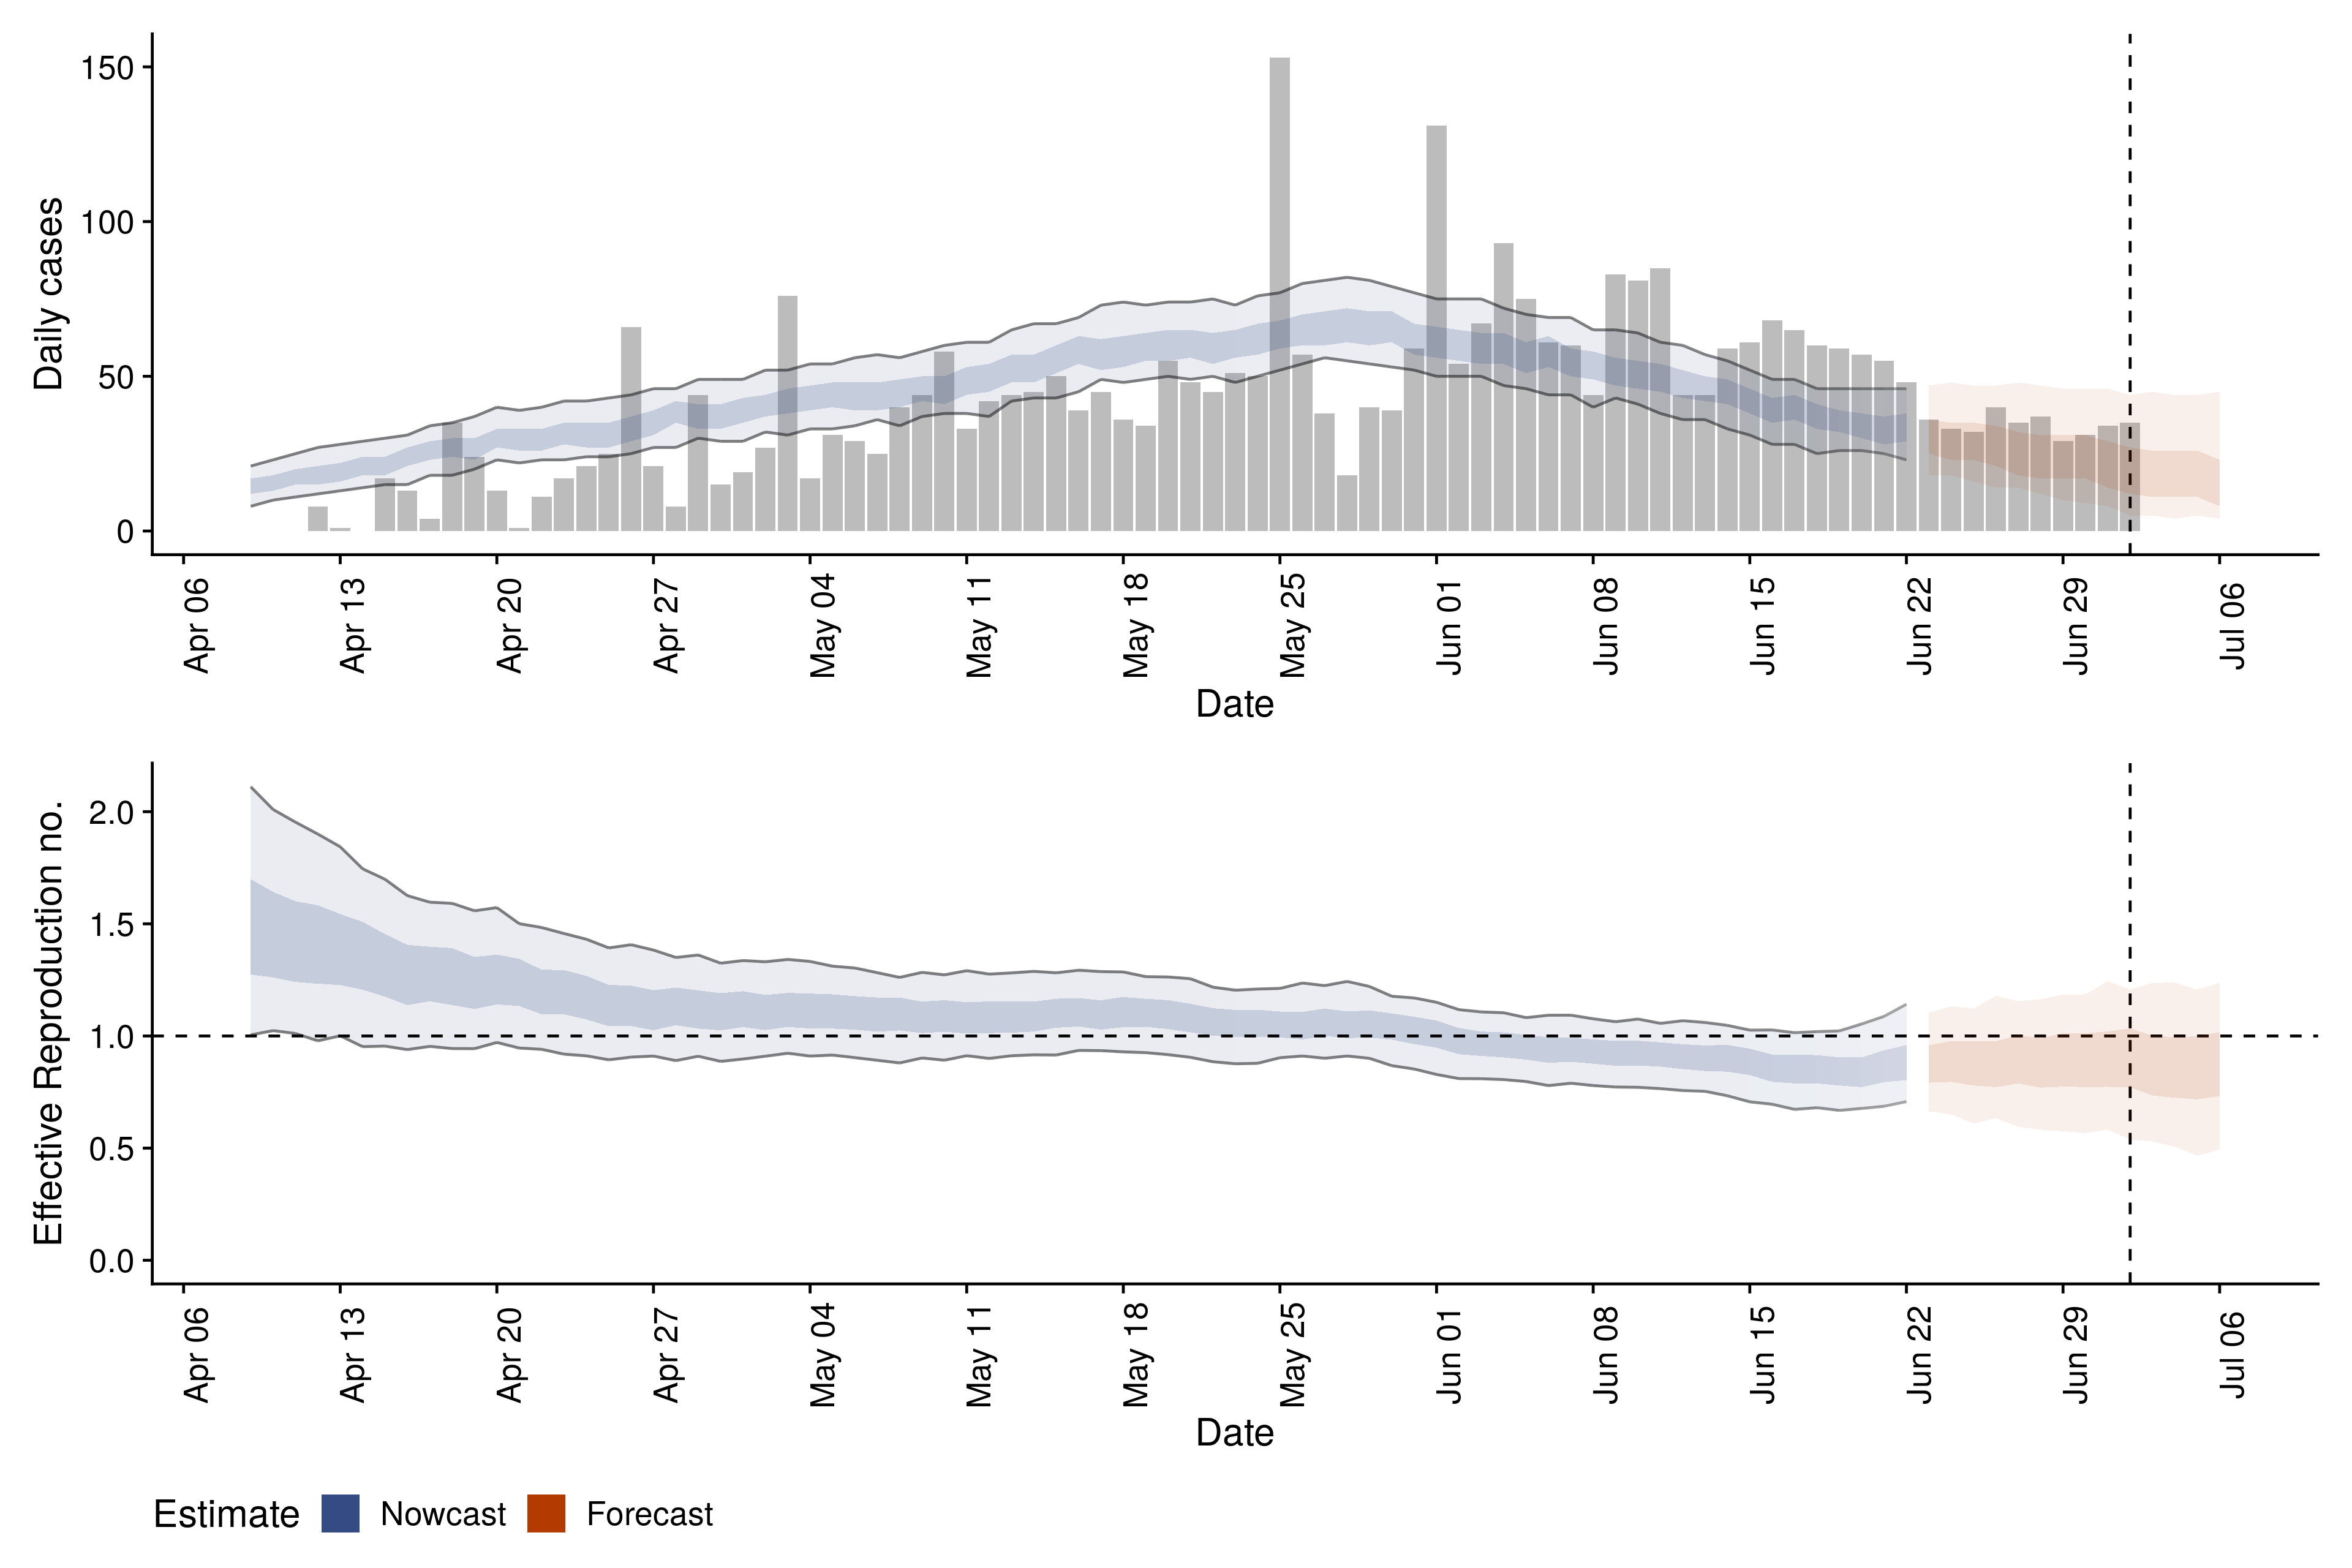 Daily cases
150
100
50
0
Apr 06
Apr 13
Apr 20
Apr 27
May 04
May 11
May 18
May 25
Jun 01
Jun 08
Jun 15
Jun 22
Jun 29
Jul 06
Date
Effective Reproduction no.
2.0
1.5
1.0
0.5
0.0
Apr 06
Apr 13
Apr 20
Apr 27
May 04
May 11
May 18
May 25
Jun 01
Jun 08
Jun 15
Jun 22
Jun 29
Jul 06
Date
Estimate Nowcast Forecast